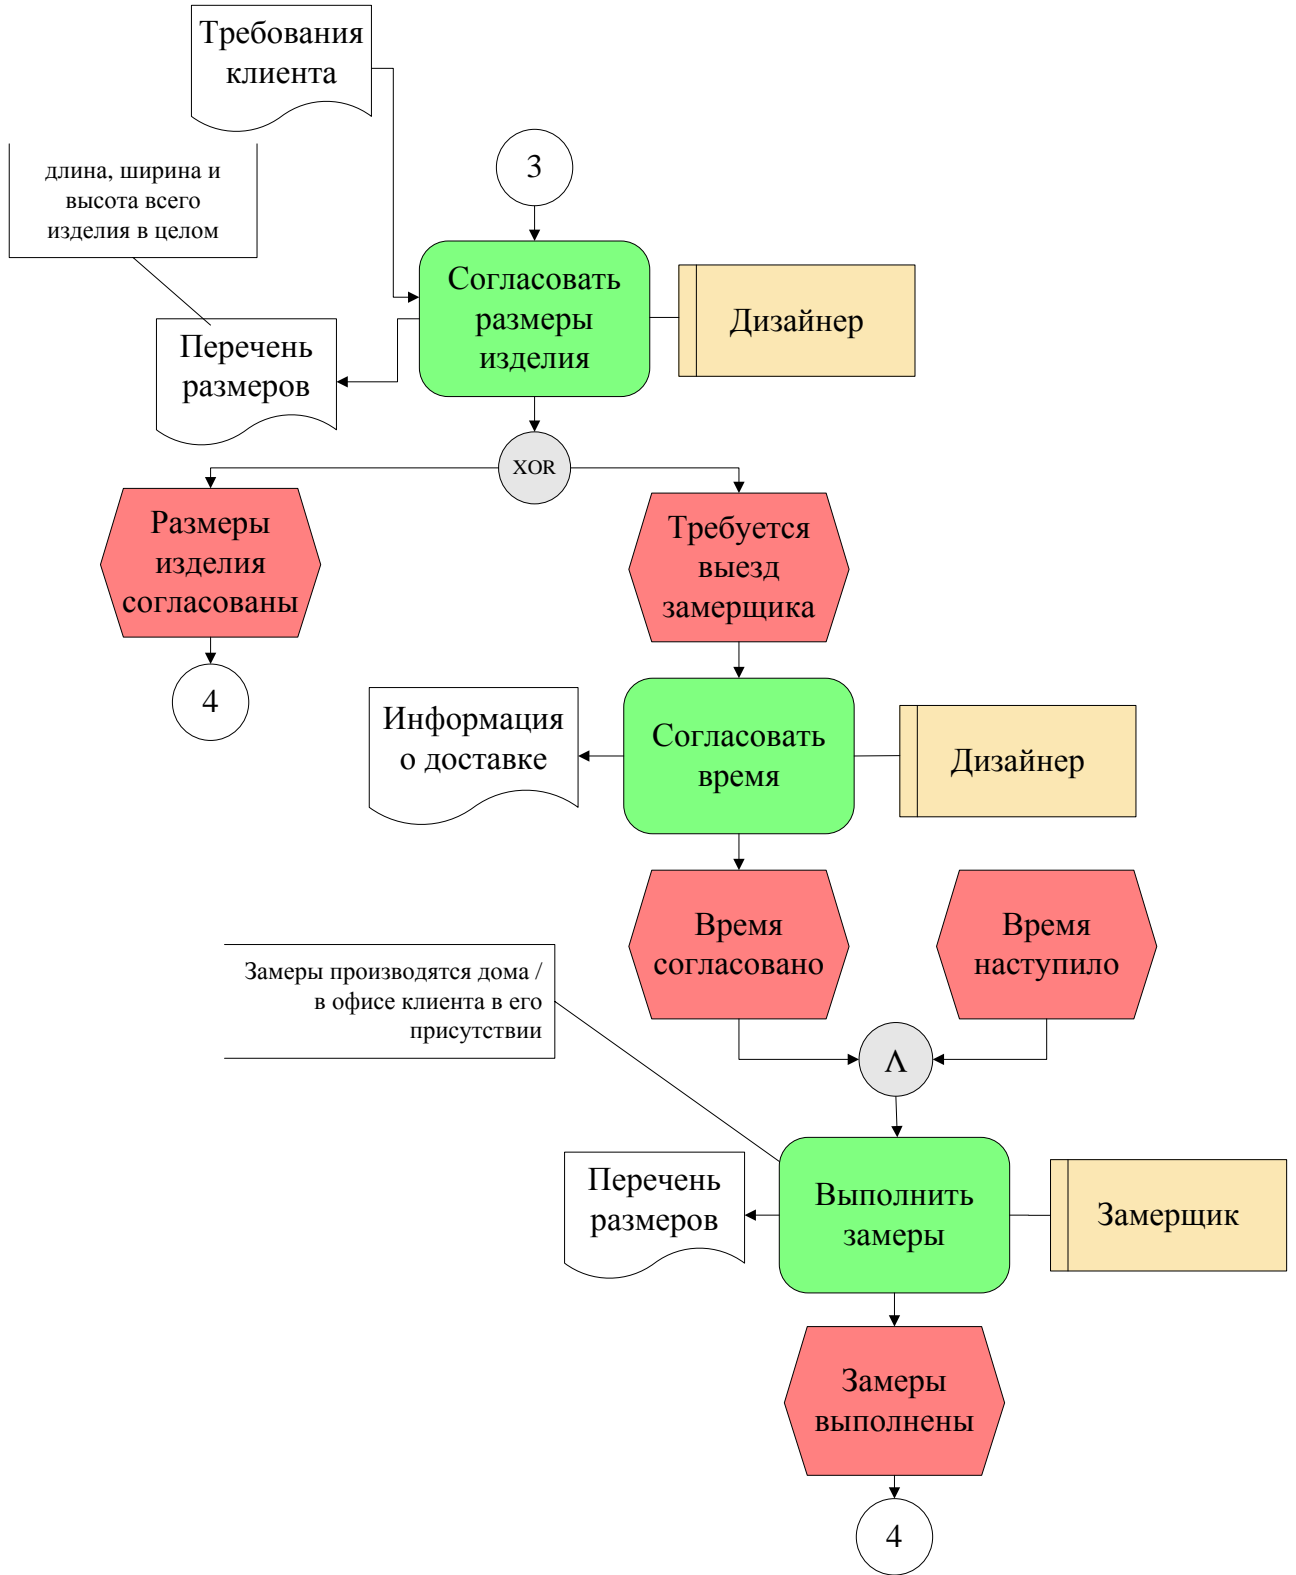 Требования
клиента
длина, ширина и
высота всего
изделия в целом
3
Согласовать
размеры
изделия
Дизайнер
Перечень
размеров
XOR
Размеры
изделия
согласованы
Требуется
выезд
замерщика
4
Информация
о доставке
Согласовать
время
Дизайнер
Время
согласовано
Время
наступило
Замеры производятся дома /
в офисе клиента в его
присутствии
Λ
Перечень
размеров
Выполнить
замеры
Замерщик
Замеры
выполнены
4